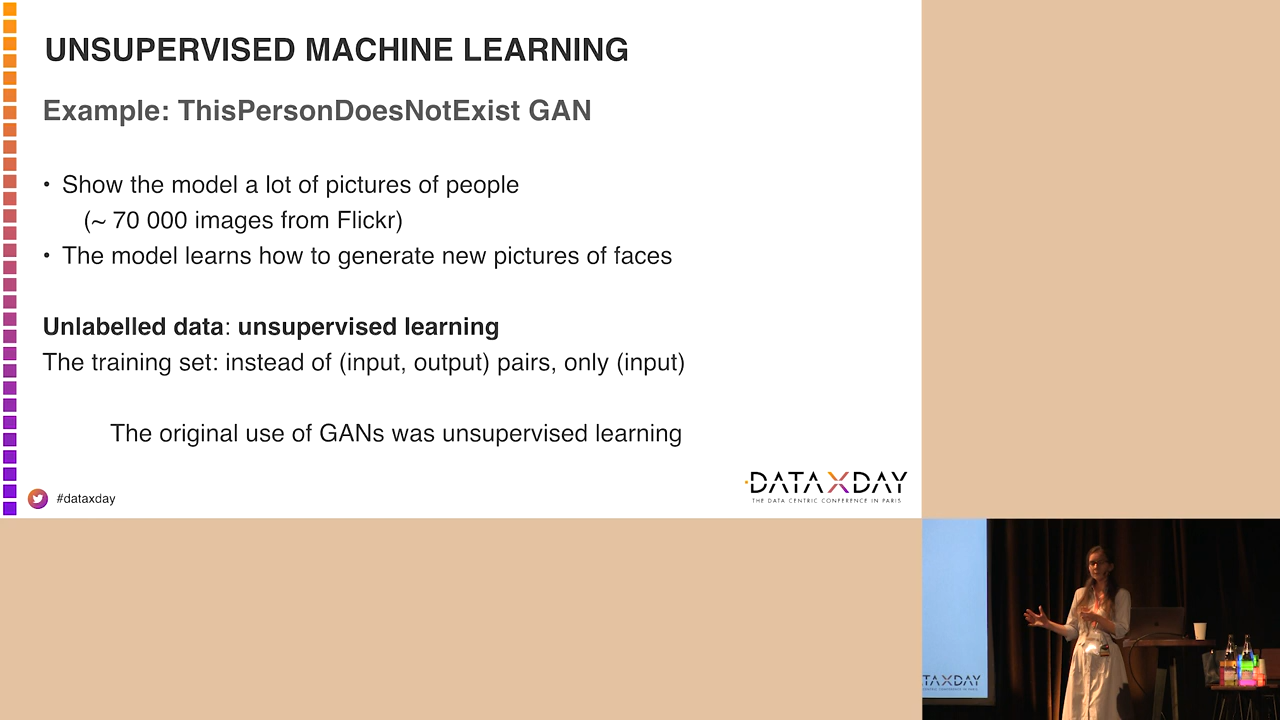 UNSUPERVISED MACHINE LEARNING
Example: ThisPersonDoesNotExist GAN
• Show the model a lot of pictures of people
(~ 70 000 images from Flickr)
• The model learns how to generate new pictures of faces
Unlabelled data: unsupervised learning
The training set: instead of (input, output) pairs, only (input)
The original use of GANs was unsupervised learning
#dataxday
DATAXDAY
THE DATA CENTRIC CONFERENCE IN PARIS
TAXDAY